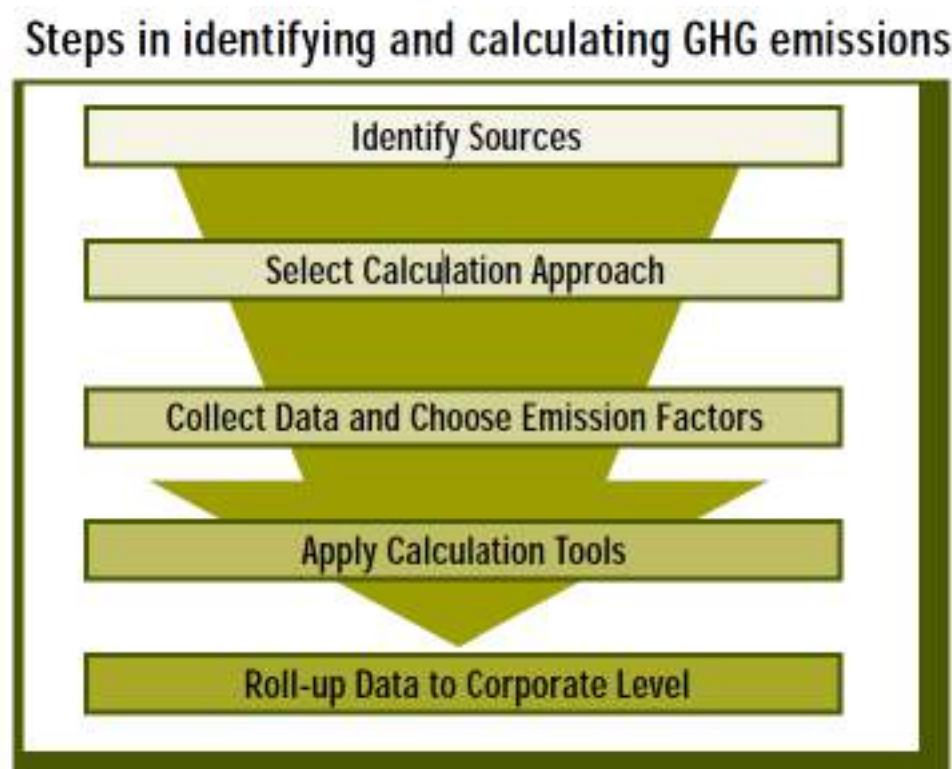 Steps in identifying and calculating GHG emissions
Identify Sources
Select Calculation Approach
Collect Data and Choose Emission Factors
Apply Calculation Tools
Roll-up Data to Corporate Level